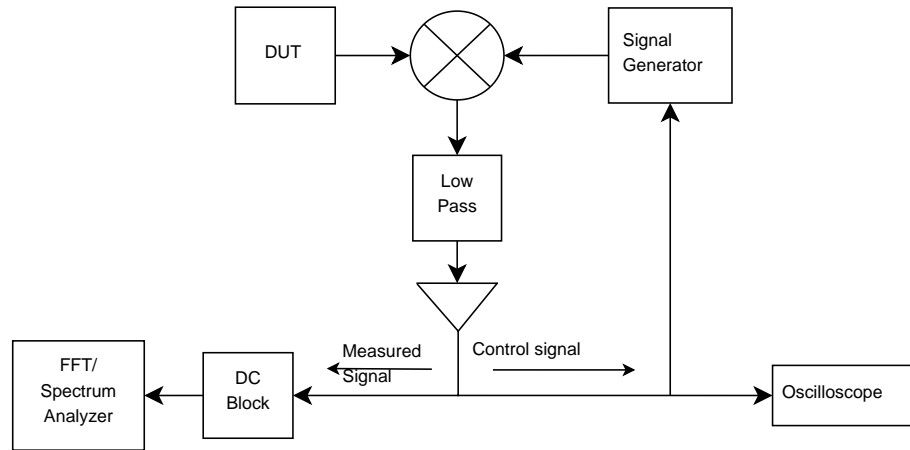 DUT
Signal
Generator
Low
Pass
Measured
Signal
Control signal
FFT/
Spectrum
Analyzer
DC
Block
Oscilloscope